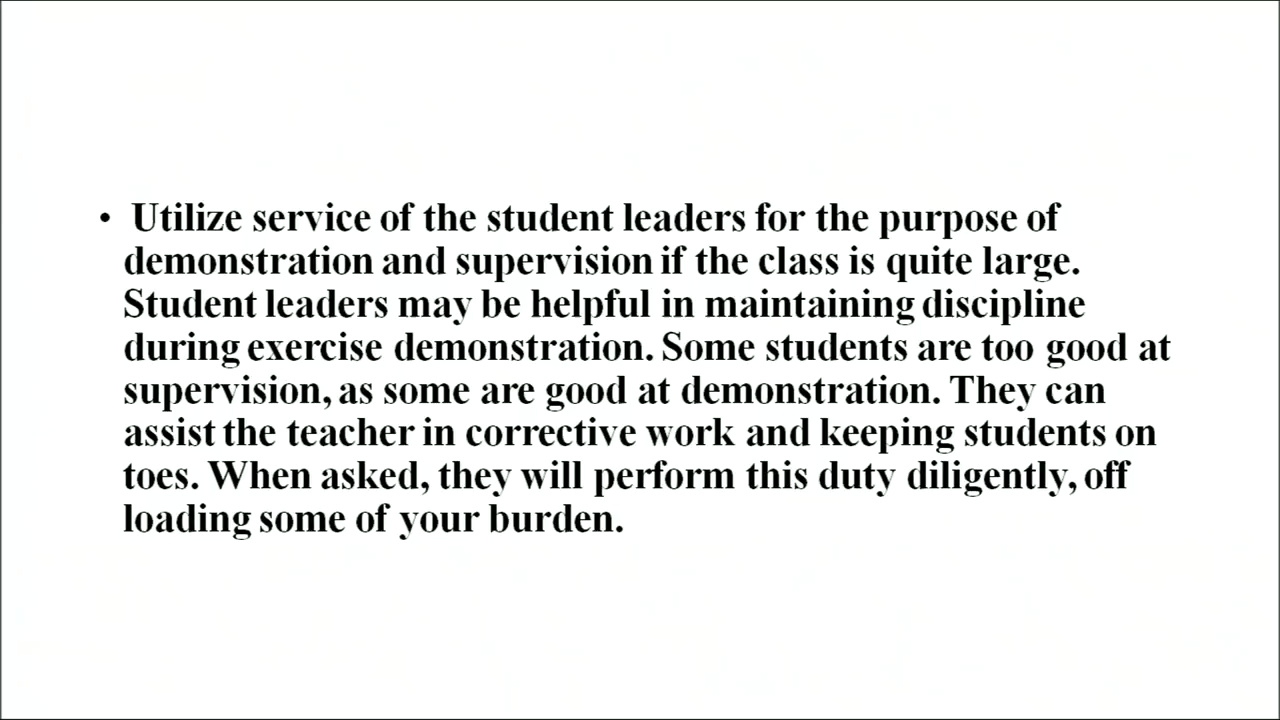 • Utilize service of the student leaders for the purpose of
demonstration and supervision if the class is quite large.
Student leaders may be helpful in maintaining discipline
during exercise demonstration. Some students are too good at
supervision, as some are good at demonstration. They can
assist the teacher in corrective work and keeping students on
toes. When asked, they will perform this duty diligently, off
loading some of your burden.